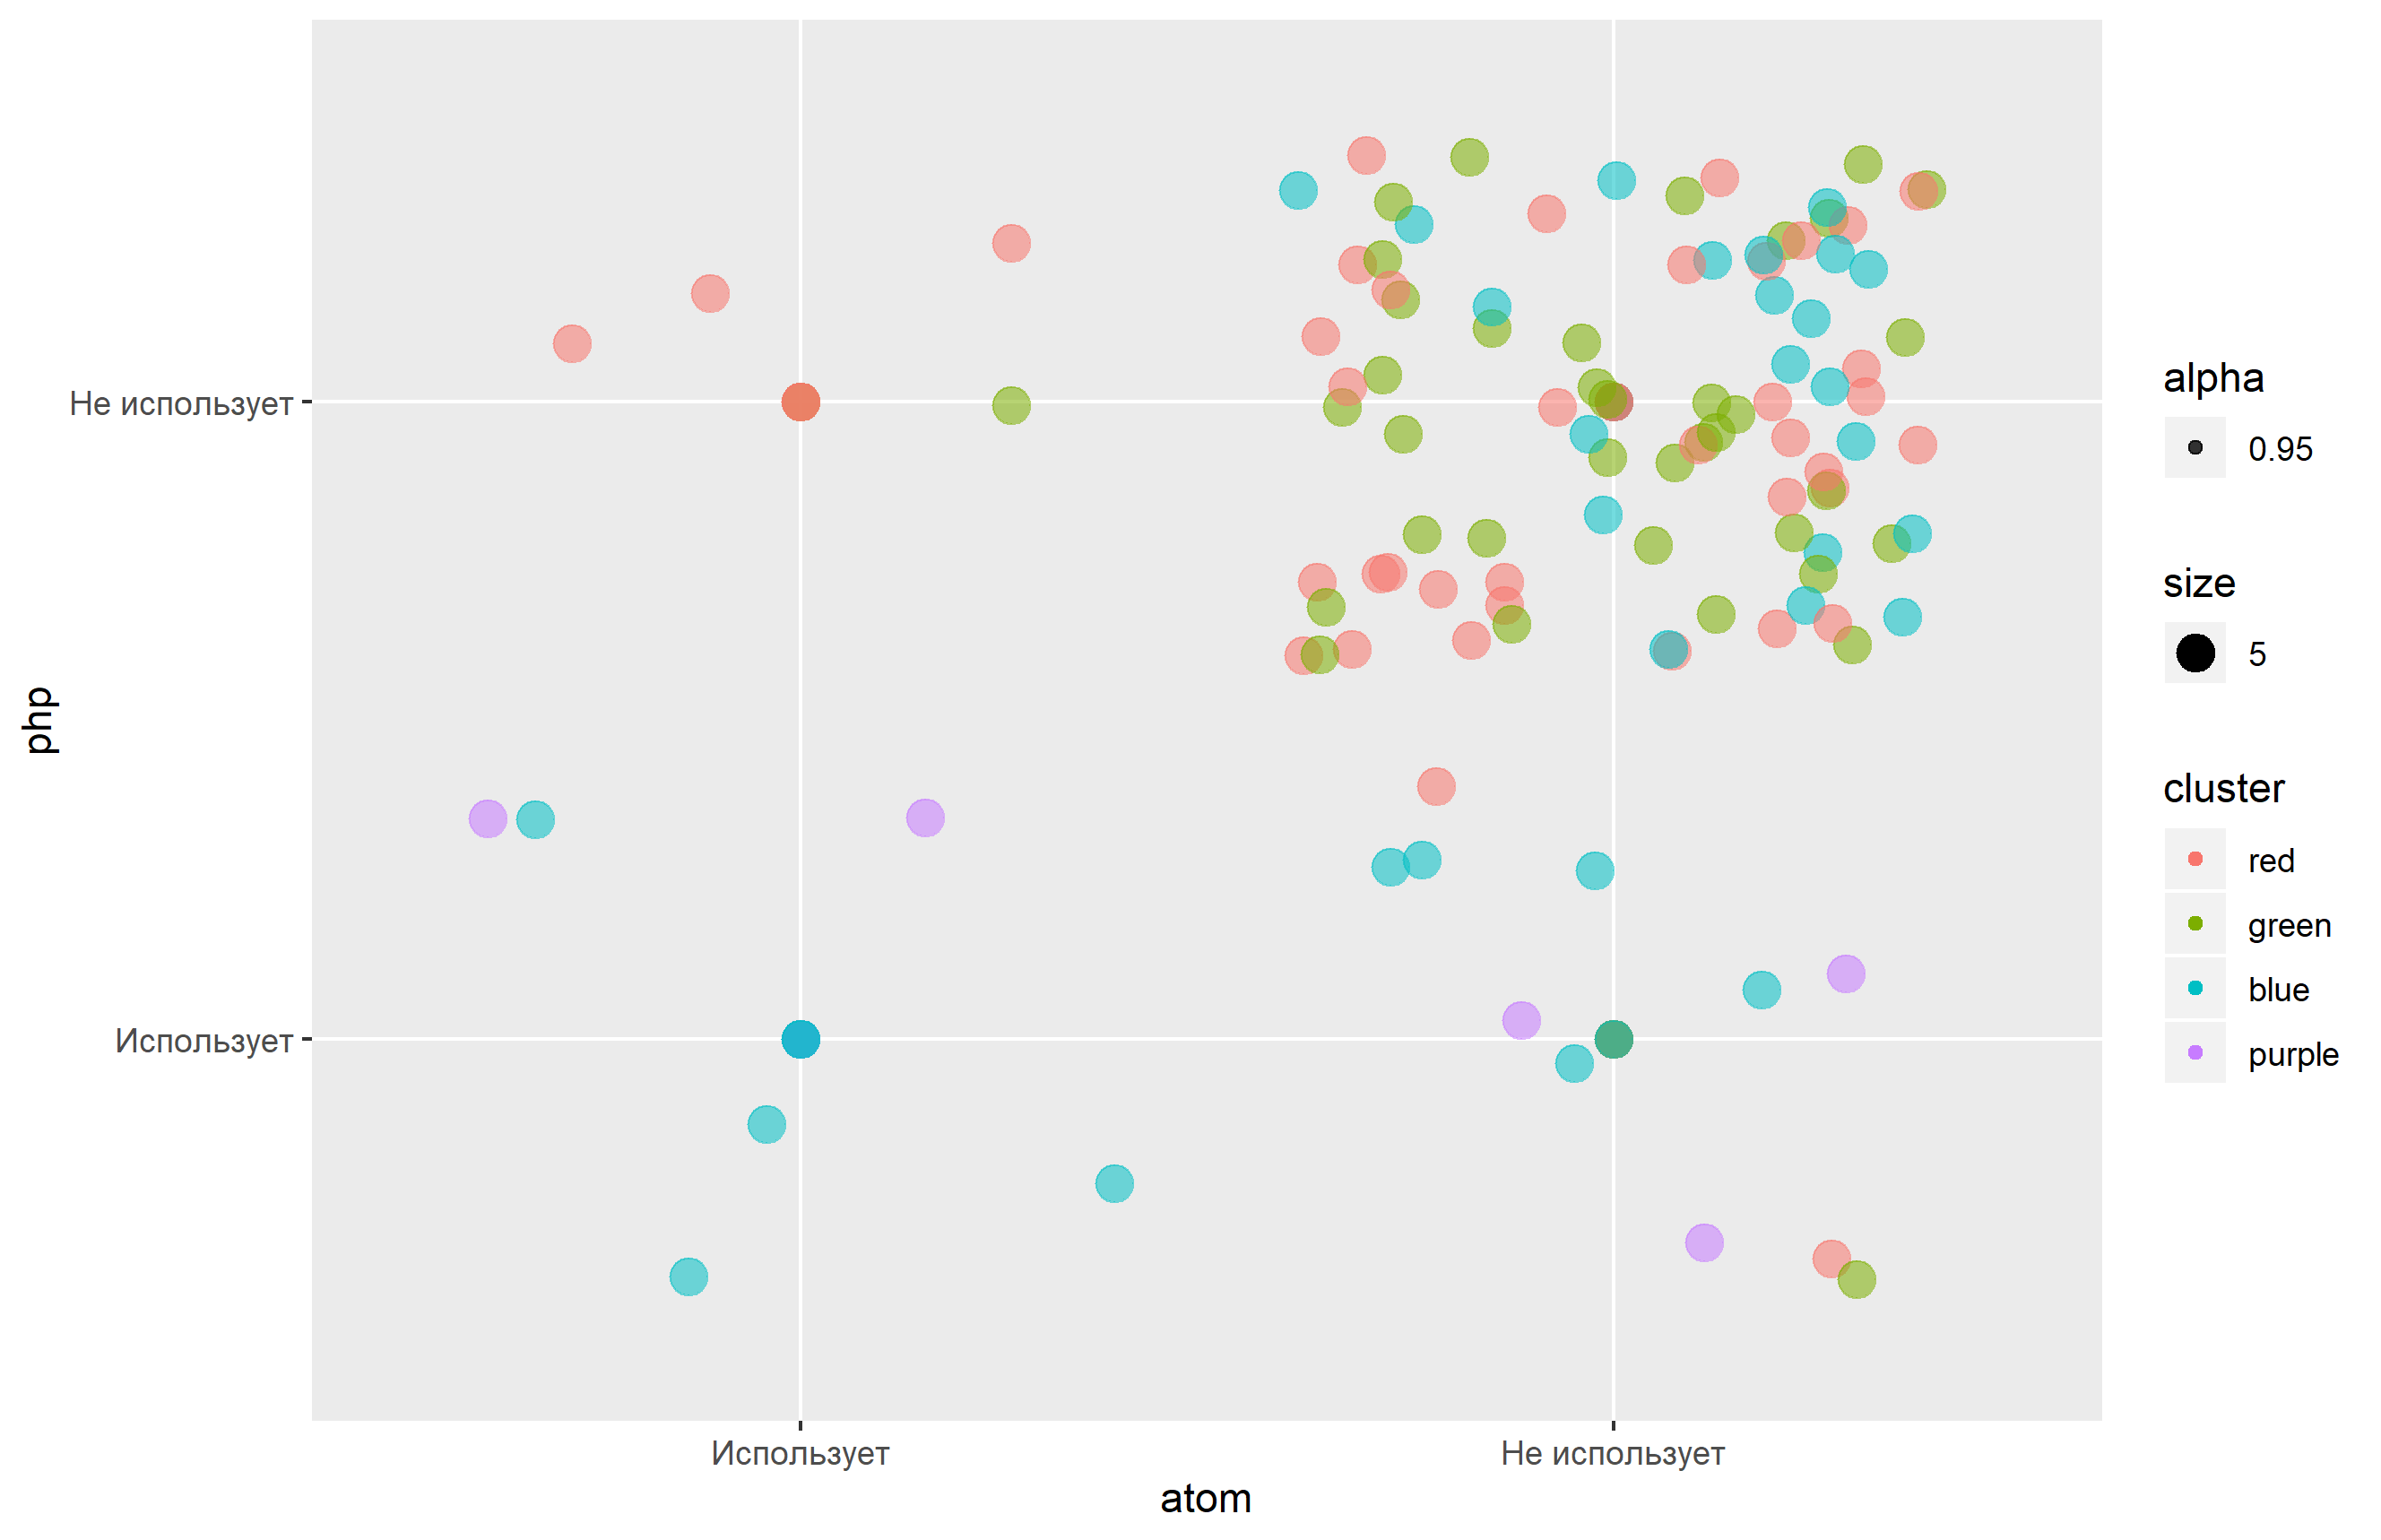 php
Не использует
Использует
Использует
Не использует
atom
alpha
0.95
size
5
cluster
red
green
blue
purple